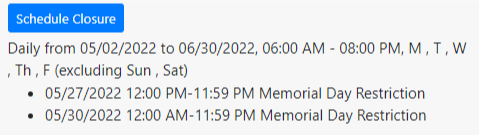 Schedule Closure
Daily from 05/02/2022 to 06/30/2022, 06:00 AM - 08:00 PM, M , T , W
, Th , F (excluding Sun , Sat)
• 05/27/2022 12:00 PM-11:59 PM Memorial Day Restriction
• 05/30/2022 12:00 AM-11:59 PM Memorial Day Restriction